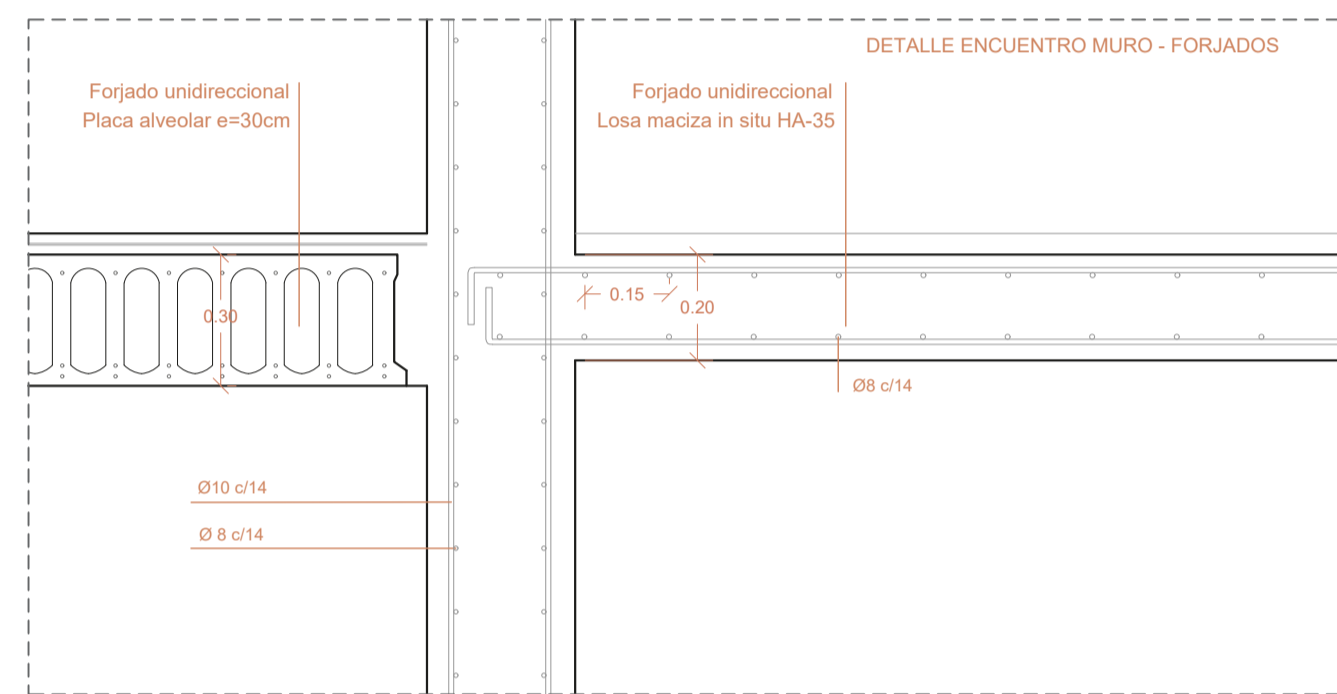 DETALLE ENCUENTRO MURO - FORJADOS
Forjado unidireccional
Placa alveolar e=30cm
Forjado unidireccional
Losa maciza in situ HA-35
0.30
0.15
0.20
Ø8 c/14
Ø10 c/14
Ø 8 c/14